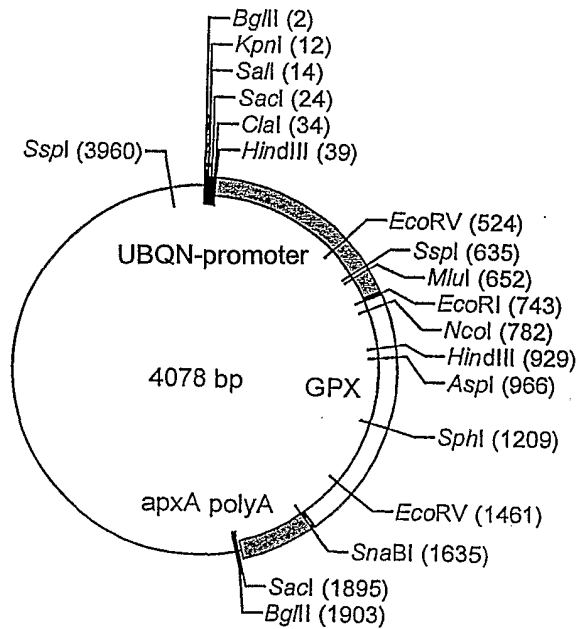 BglII (2)
KpnI (12)
SalI (14)
SacI (24)
ClaI (34)
HindIII (39)
SspI (3960)
EcoRV (524)
UBQN-promoter
SspI (635)
MluI (652)
EcoRI (743)
NcoI (782)
HindIII (929)
4078 bp
GPX
AspI (966)
SphI (1209)
apxA polyA
EcoRV (1461)
SnaBI (1635)
SacI (1895)
BglII (1903)